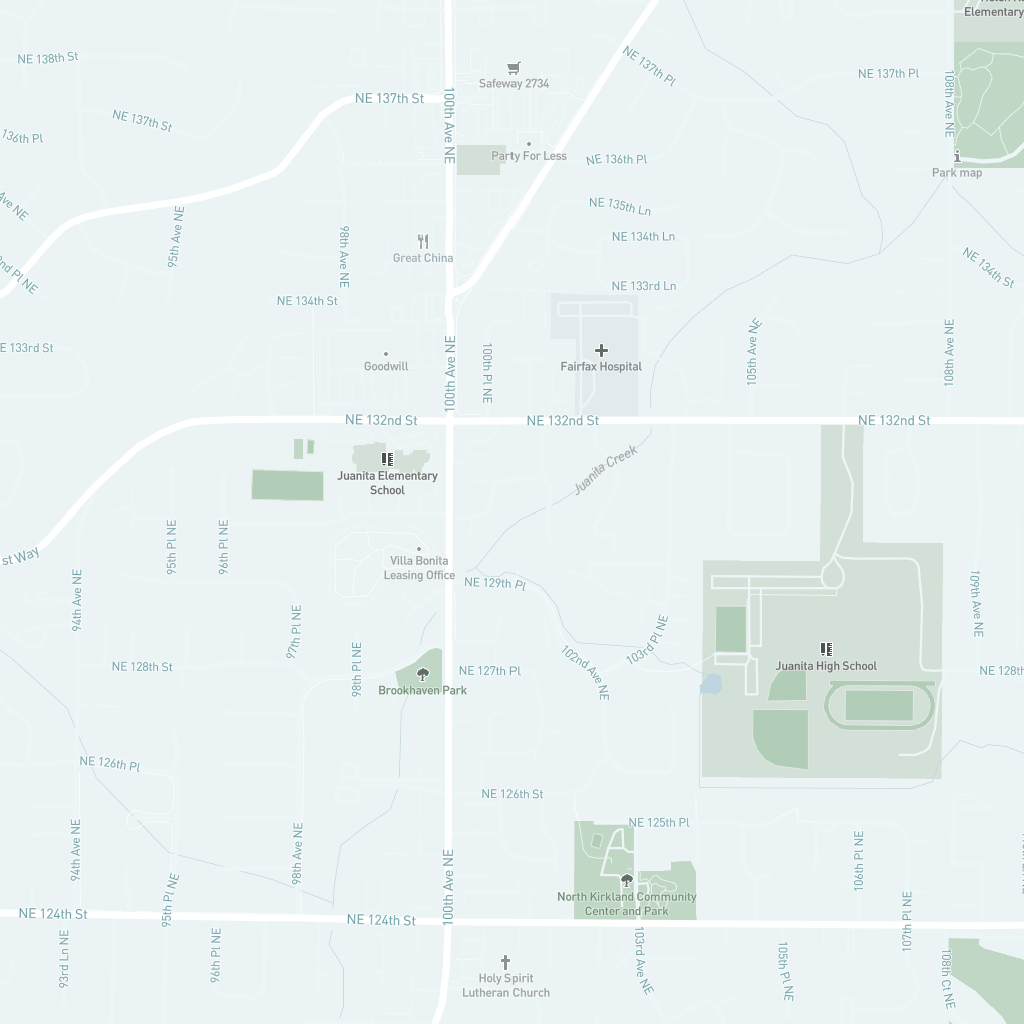 Elementary
NE 138th St
NE 137th Pl
NE 137th Pl
Safeway 2734
NE 137th St
100th Ave NE
108th Ave NE
NE 137th St
136th Pl
Party For Less
NE 136th Pl
Park map
Ave NE
NE 135th Ln
95th Ave NE
98th Ave NE
NE 134th Ln
Great China
2nd Pl NE
NE 134th St
NE 133rd Ln
NE 134th St
NE 133rd St
100th Ave NE
100th Pl NE
105th Ave NE
108th Ave NE
Goodwill
Fairfax Hospital
NE 132nd St
NE 132nd St
NE 132nd St
Juanita Elementary
School
Juanita Creek
95th Pl NE
96th Pl NE
st Way
Villa Bonita
Leasing Office
NE 129th Pl
94th Ave NE
109th Ave NE
97th Pl NE
98th Pl NE
103rd Pl NE
102nd Ave NE
NE 128th St
NE 127th Pl
Juanita High School
NE 128th
Brookhaven Park
NE 126th Pl
NE 126th St
NE 125th Pl
94th Ave NE
98th Ave NE
106th Pl NE
95th Pl NE
100th Ave NE
North Kirkland Community
Center and Park
NE 124th St
NE 124th St
93rd Ln NE
96th Pl NE
103rd Ave NE
105th Pl NE
107th Pl NE
108th Ct NE
Holy Spirit
Lutheran Church